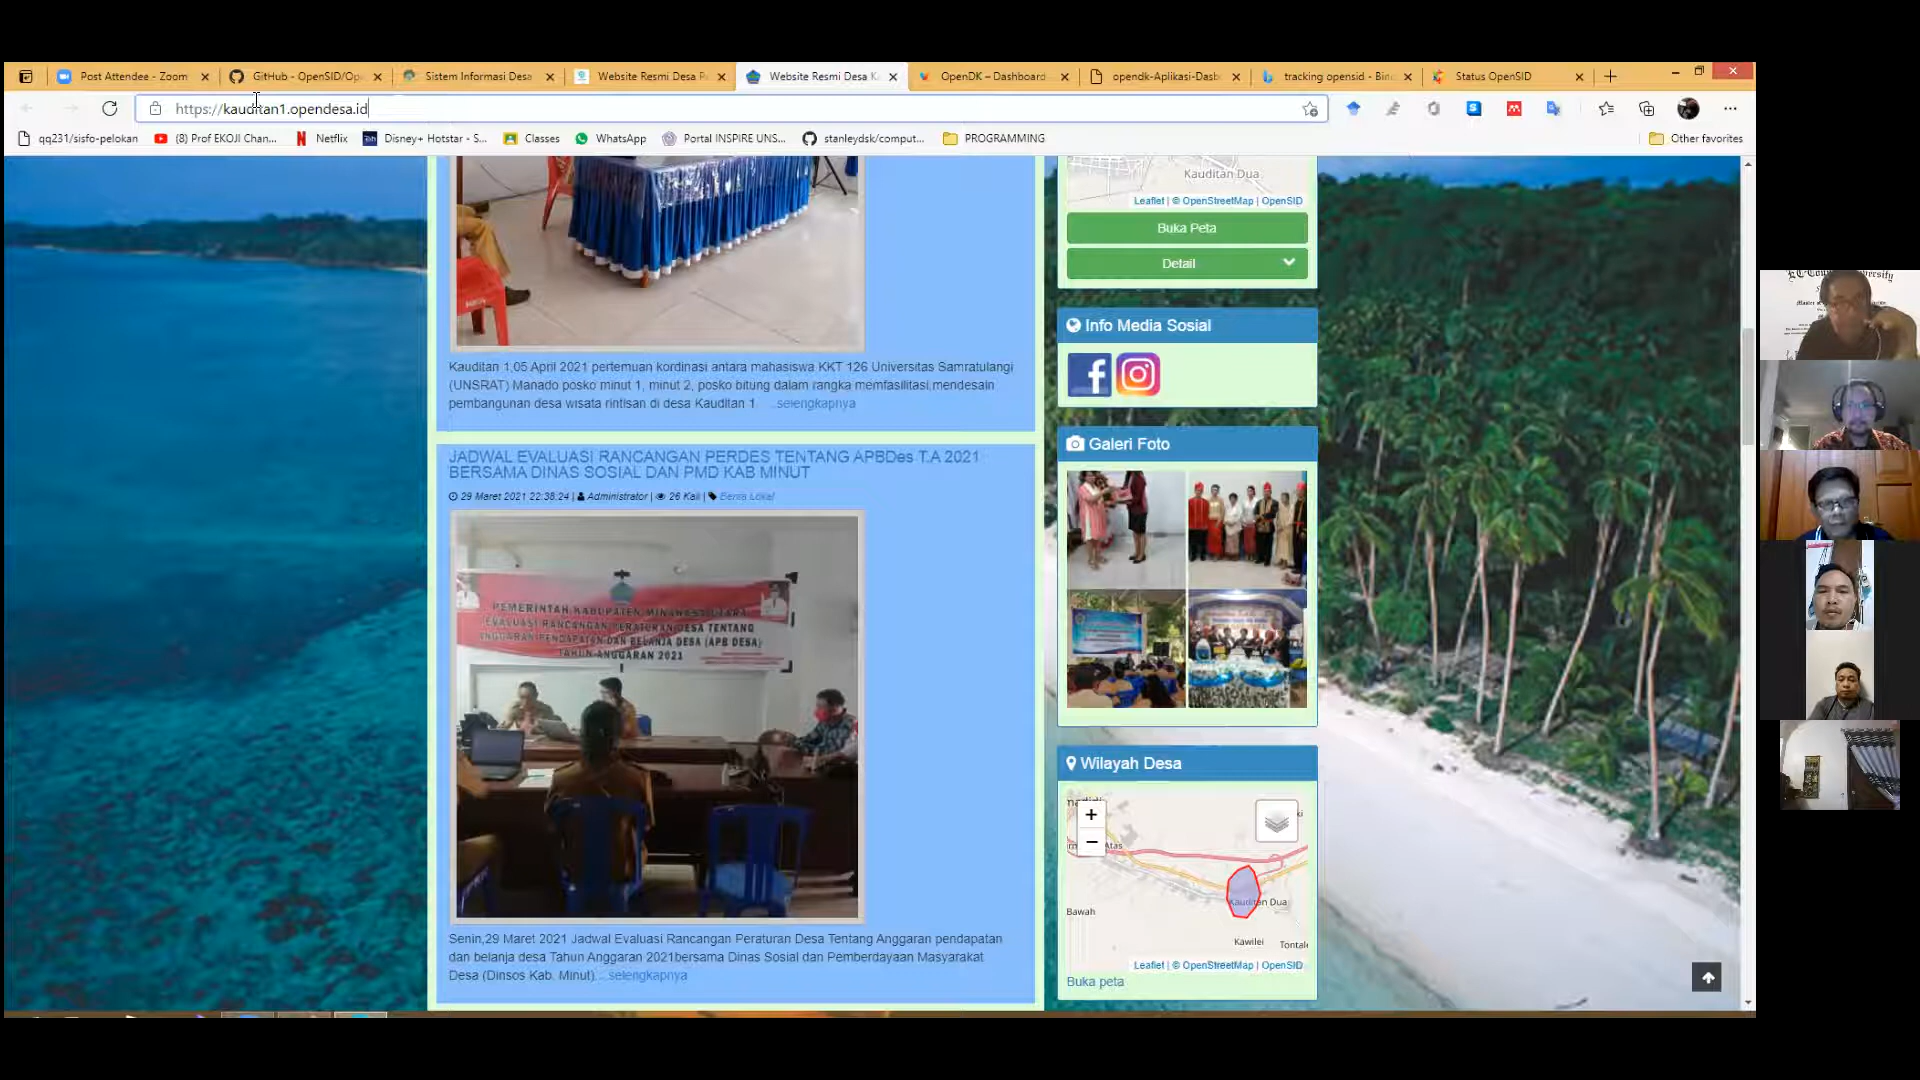 Post Attendee - Zoom
GitHub - OpenSID/Op
Sistem Informasi Desa
Website Resmi Desa P
Website Resmi Desa K
OpenDK – Dashboard
opendk-Aplikasi-Dash
tracking opensid - Bin
Status OpenSID
https://kauditan1.opendesa.id
qq231/sisfo-pelokan
(8) Prof EKOJI Chan...
Netflix
Disney+ Hotstar - S...
Classes
WhatsApp
Portal INSPIRE UNS...
stanleydsk/comput...
PROGRAMMING
Other favorites
Kauditan 1,05 April 2021 pertemuan kordinasi antara mahasiswa KKT 126 Universitas Samratulangi
(UNSRAT) Manado posko minut 1, minut 2, posko bitung dalam rangka memfasilitasi,mendesain
pembangunan desa wisata rintisan di desa Kauditan 1 ...selengkapnya
JADWAL EVALUASI RANCANGAN PERDES TENTANG APBDes T.A 2021
BERSAMA DINAS SOSIAL DAN PMD KAB MINUT
29 Maret 2021 22:38:24 | Administrator | 26 Kali | Berita Lokal
PEMERINTAH KABUPATEN MINAHASA UTARA
EVALUASI RANCANGAN PERATURAN DESA TENTANG
ANGGARAN PENDAPATAN DAN BELANJA DESA (APB DESA)
TAHUN ANGGARAN 2021
Senin,29 Maret 2021 Jadwal Evaluasi Rancangan Peraturan Desa Tentang Anggaran pendapatan
dan belanja desa Tahun Anggaran 2021bersama Dinas Sosial dan Pemberdayaan Masyarakat
Desa (Dinsos Kab. Minut) ...selengkapnya
Kauditan Dua
Leaflet | © OpenStreetMap | OpenSID
Buka Peta
Detail
Info Media Sosial
Galeri Foto
Wilayah Desa
+
−
Atas
Bawah
Kauditan Dua
Kawilei
Tontale
Leaflet | © OpenStreetMap | OpenSID
Buka peta